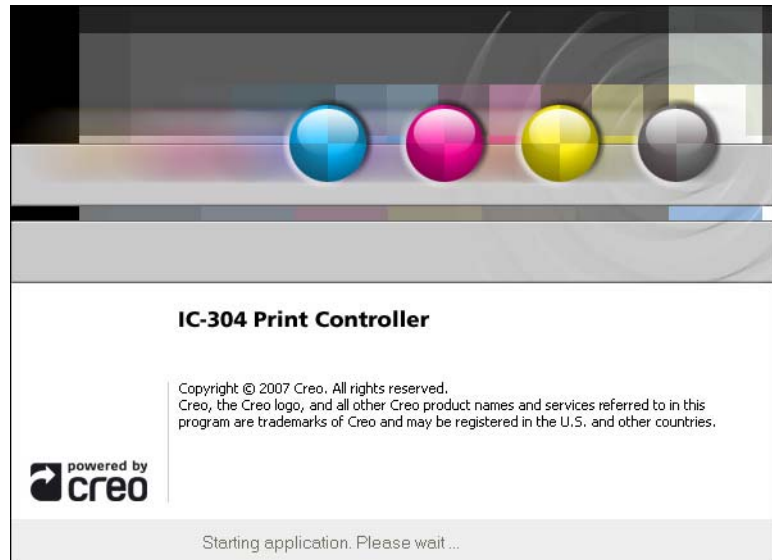 IC-304 Print Controller
Copyright © 2007 Creo. All rights reserved.
Creo, the Creo logo, and all other Creo product names and services referred to in this
program are trademarks of Creo and may be registered in the U.S. and other countries.
powered by
creo
Starting application. Please wait ...